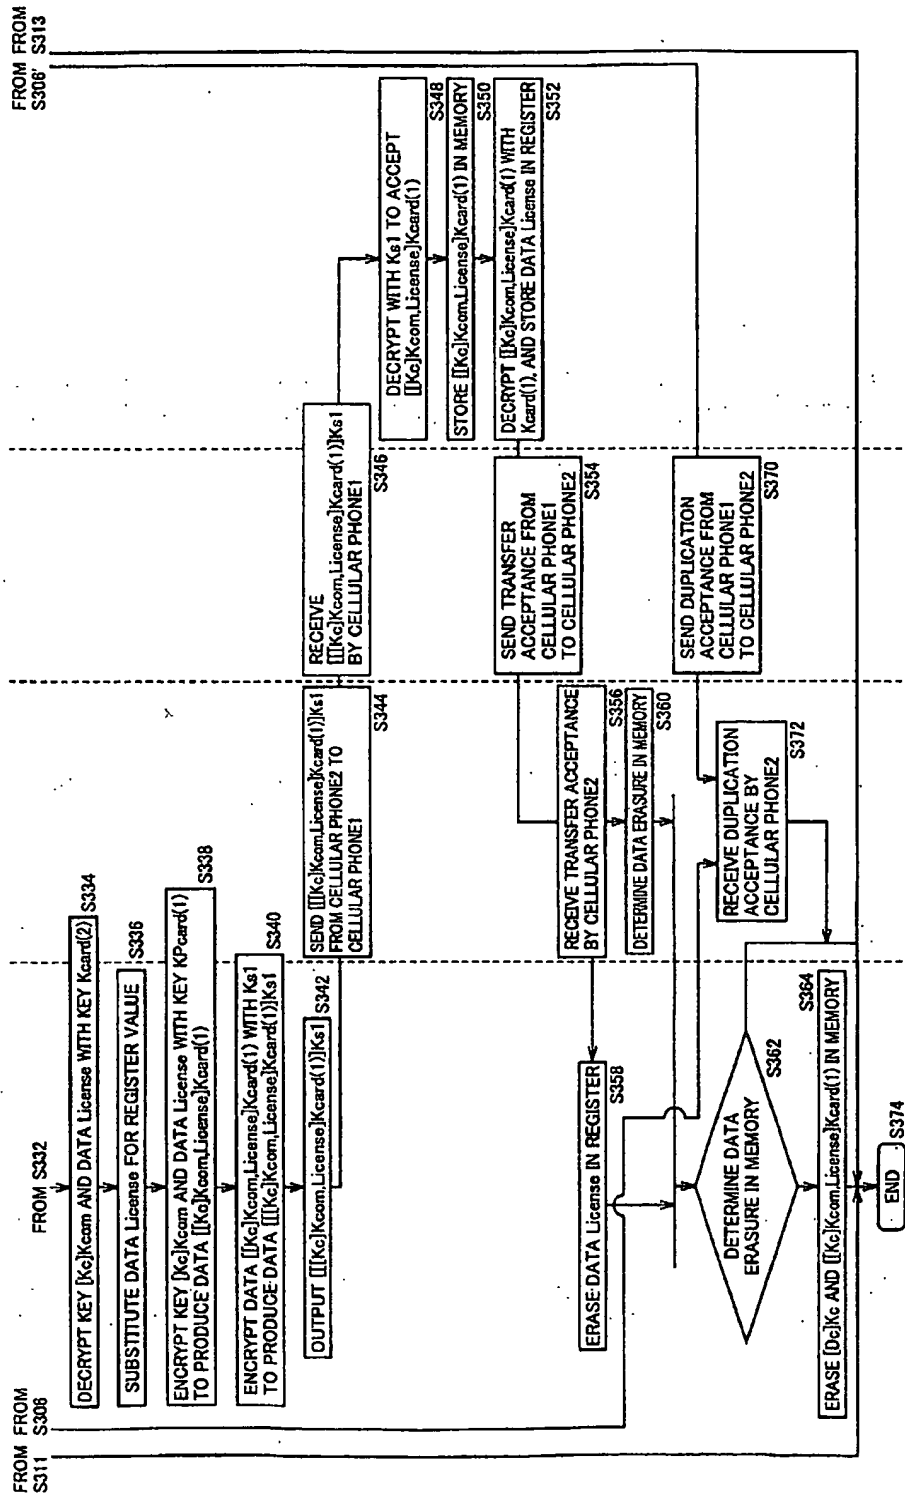 FROM
S311
FROM
S306
FROM S332
FROM
S306'
FROM
S313
DECRYPT KEY [Kc]Kcom AND DATA License WITH KEY Kcard(2)
S334
SUBSTITUTE DATA License FOR REGISTER VALUE
S336
ENCRYPT KEY [Kc]Kcom AND DATA License WITH KEY KPcard(1)
TO PRODUCE DATA [[Kc]Kcom,License]Kcard(1)
S338
ENCRYPT DATA [[Kc]Kcom,License]Kcard(1) WITH Ks1
TO PRODUCE DATA [[[Kc]Kcom,License]Kcard(1)]Ks1
S340
OUTPUT [[[Kc]Kcom,License]Kcard(1)]Ks1
S342
SEND [[[Kc]Kcom,License]Kcard(1)]Ks1
FROM CELLULAR PHONE2 TO
CELLULAR PHONE1
S344
RECEIVE
[[[Kc]Kcom,License]Kcard(1)]Ks1
BY CELLULAR PHONE1
S346
DECRYPT WITH Ks1 TO ACCEPT
[[Kc]Kcom,License]Kcard(1)
S348
STORE [[Kc]Kcom,License]Kcard(1) IN MEMORY
S350
DECRYPT [[Kc]Kcom,License]Kcard(1) WITH
Kcard(1), AND STORE DATA License IN REGISTER
S352
SEND TRANSFER
ACCEPTANCE FROM
CELLULAR PHONE1
TO CELLULAR PHONE2
S354
RECEIVE TRANSFER ACCEPTANCE
BY CELLULAR PHONE2
S356
ERASE DATA License IN REGISTER
S358
DETERMINE DATA ERASURE IN MEMORY
S360
DETERMINE DATA
ERASURE IN MEMORY
S362
ERASE [Dc]Kc AND [[Kc]Kcom,License]Kcard(1) IN MEMORY
S364
SEND DUPLICATION
ACCEPTANCE FROM
CELLULAR PHONE1
TO CELLULAR PHONE2
S370
RECEIVE DUPLICATION
ACCEPTANCE BY
CELLULAR PHONE2
S372
END
S374